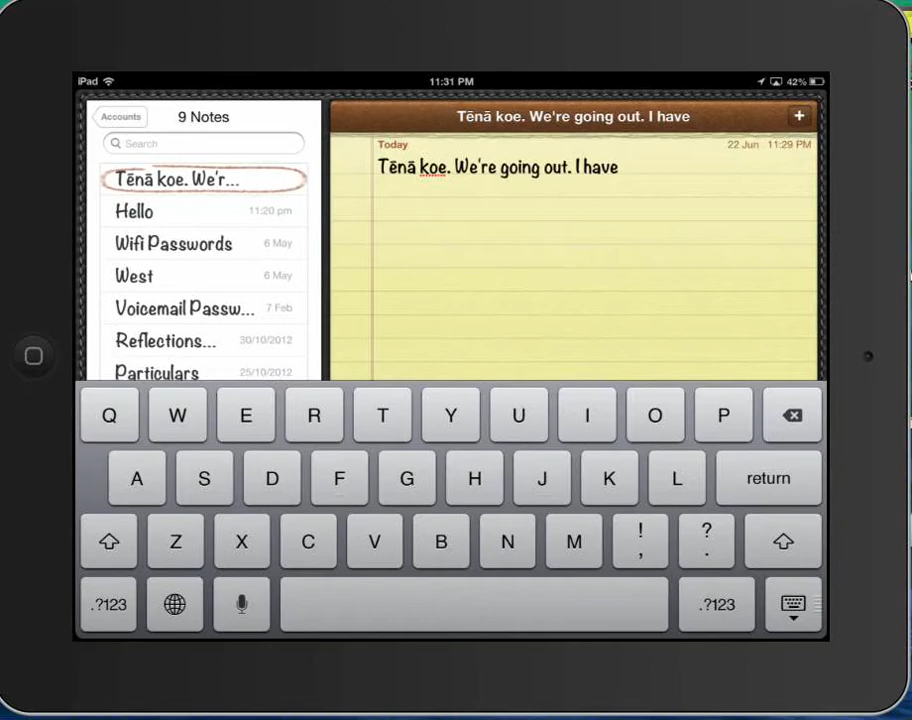 iPad 11:31 PM 42%
Accounts 9 Notes Tēnā koe. We're going out. I have +
Search
Today 22 Jun 11:29 PM
Tēnā koe. We're going out. I have
Tēnā koe. We'r...
Hello 11:20 pm
Wifi Passwords 6 May
West 6 May
Voicemail Passw... 7 Feb
Reflections... 30/10/2012
Particulars 25/10/2012
Q W E R T Y U I O P
A S D F G H J K L return
Z X C V B N M ! , ? .
.?123 .?123